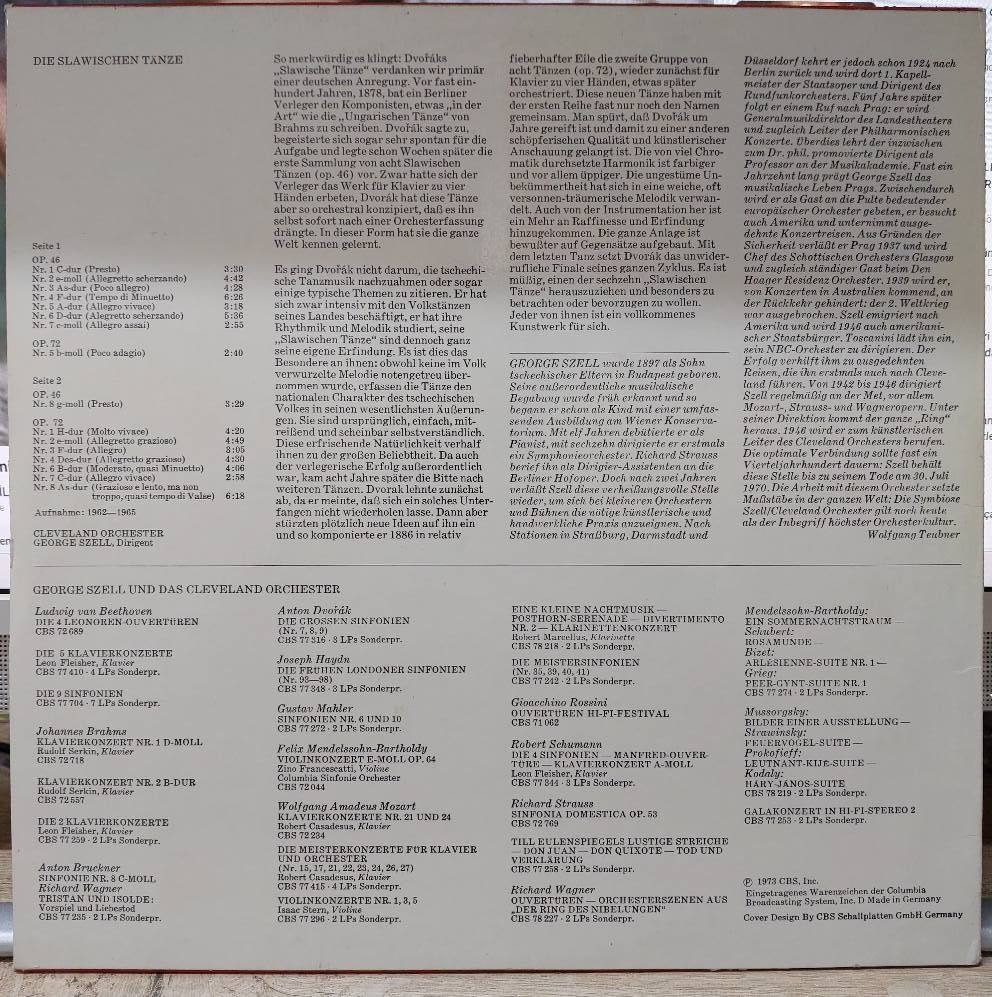 DIE SLAWISCHEN TÄNZE
Seite 1
OP. 46
Nr. 1 C-dur (Presto) 3:30
Nr. 2 e-moll (Allegretto scherzando) 4:42
Nr. 3 As-dur (Poco allegro) 4:28
Nr. 4 F-dur (Tempo di Minuetto) 6:26
Nr. 5 A-dur (Allegro vivace) 3:18
Nr. 6 D-dur (Alegretto scherzando) 5:36
Nr. 7 c-moll (Allegro assai) 2:55
OP. 72
Nr. 5 b-moll (Poco adagio) 2:40
Seite 2
OP. 46
Nr. 8 g-moll (Presto) 3:29
OP. 72
Nr. 1 H-dur (Molto vivace) 4:20
Nr. 2 e-moll (Allegretto grazioso) 4:49
Nr. 3 F-dur (Allegro) 3:05
Nr. 4 Des-dur (Allegretto grazioso) 4:30
Nr. 6 B-dur (Moderato, quasi Minuetto) 4:06
Nr. 7 C-dur (Allegro vivace) 2:58
Nr. 8 As-dur (Grazioso e lento, ma non
troppo, quasi tempo di Valse) 6:18
Aufnahme: 1962—1965
CLEVELAND ORCHESTER
GEORGE SZELL, Dirigent
So merkwürdig es klingt: Dvořáks
„Slawische Tänze“ verdanken wir primär
einer deutschen Anregung. Vor fast ein-
hundert Jahren, 1878, bat ein Berliner
Verleger den Komponisten, etwas „in der
Art“ wie die „Ungarischen Tänze“ von
Brahms zu schreiben. Dvořák sagte zu,
begeisterte sich sogar sehr spontan für die
Aufgabe und legte schon Wochen später die
erste Sammlung von acht Slawischen
Tänzen (op. 46) vor. Zwar hatte sich der
Verleger das Werk für Klavier zu vier
Händen erbeten, Dvořák hat diese Tänze
aber so orchestral konzipiert, daß es ihn
selbst sofort nach einer Orchesterfassung
drängte. In dieser Form hat sie die ganze
Welt kennen gelernt.
Es ging Dvořák nicht darum, die tschechi-
sche Tanzmusik nachzuahmen oder sogar
einige typische Themen zu zitieren. Er hat
sich zwar intensiv mit den Volkstänzen
seines Landes beschäftigt, er hat ihre
Rhythmik und Melodik studiert, seine
„Slawischen Tänze“ sind dennoch ganz
seine eigene Erfindung. Es ist dies das
Besondere an ihnen: obwohl keine im Volk
verwurzelte Melodie notengetreu über-
nommen wurde, erfassen die Tänze den
nationalen Charakter des tschechischen
Volkes in seinen wesentlichsten Äußerun-
gen. Sie sind ursprünglich, einfach, mit-
reißend und scheinbar selbstverständlich.
Diese erfrischende Natürlichkeit verhalf
ihnen zu der großen Beliebtheit. Da auch
der verlegerische Erfolg außerordentlich
war, kam acht Jahre später die Bitte nach
weiteren Tänzen. Dvorak lehnte zunächst
ab, da er meinte, daß sich ein solches Unter-
fangen nicht wiederholen lasse. Dann aber
stürzten plötzlich neue Ideen auf ihn ein
und so komponierte er 1886 in relativ
fieberhafter Eile die zweite Gruppe von
acht Tänzen (op. 72), wieder zunächst für
Klavier zu vier Händen, etwas später
orchestriert. Diese neuen Tänze haben mit
der ersten Reihe fast nur noch den Namen
gemeinsam. Man spürt, daß Dvořák um
Jahre gereift ist und damit zu einer anderen
schöpferischen Qualität und künstlerischer
Anschauung gelangt ist. Die von viel Chro-
matik durchsetzte Harmonik ist farbiger
und vor allem üppiger. Die ungestüme Un-
bekümmertheit hat sich in eine weiche, oft
versonnen-träumerische Melodik verwan-
delt. Auch von der Instrumentation her ist
ein Mehr an Raffinesse und Erfindung
hinzugekommen. Die ganze Anlage ist
bewußter auf Gegensätze aufgebaut. Mit
dem letzten Tanz setzt Dvorák das unwider-
rufliche Finale seines ganzen Zyklus. Es ist
müßig, einen der sechzehn „Slawischen
Tänze“ herauszuziehen und besonders zu
betrachten oder bevorzugen zu wollen.
Jeder von ihnen ist ein vollkommenes
Kunstwerk für sich.
GEORGE SZELL wurde 1897 als Sohn
tschechischer Eltern in Budapest geboren.
Seine außerordentliche musikalische
Begabung wurde früh erkannt und so
begann er schon als Kind mit einer umfas-
senden Ausbildung am Wiener Konserva-
torium. Mit elf Jahren debütierte er als
Pianist, mit sechzehn dirigierte er erstmals
ein Symphonieorchester. Richard Strauss
berief ihn als Dirigier-Assistenten an die
Berliner Hofoper. Doch nach zwei Jahren
verläßt Szell diese verheißungsvolle Stelle
wieder, um sich bei kleineren Orchestern
und Bühnen die nötige künstlerische und
handwerkliche Praxis anzueignen. Nach
Stationen in Straßburg, Darmstadt und
Düsseldorf kehrt er jedoch schon 1924 nach
Berlin zurück und wird dort 1. Kapell-
meister der Staatsoper und Dirigent des
Rundfunkorchesters. Fünf Jahre später
folgt er einem Ruf nach Prag: er wird
Generalmusikdirektor des Landestheaters
und zugleich Leiter der Philharmonischen
Konzerte. Überdies lehrt der inzwischen
zum Dr. phil. promovierte Dirigent als
Professor an der Musikakademie. Fast ein
Jahrzehnt lang prägt George Szell das
musikalische Leben Prags. Zwischendurch
wird er als Gast an die Pulte bedeutender
europäischer Orchester gebeten, er besucht
auch Amerika und unternimmt ausge-
dehnte Konzertreisen. Aus Gründen der
Sicherheit verläßt er Prag 1937 und wird
Chef des Schottischen Orchesters Glasgow
und zugleich ständiger Gast beim Den
Haager Residenz Orchester. 1939 wird er,
von Konzerten in Australien kommend, an
der Rückkehr gehindert: der 2. Weltkrieg
war ausgebrochen. Szell emigriert nach
Amerika und wird 1946 auch amerikani-
scher Staatsbürger. Toscanini lädt ihn ein,
sein NBC-Orchester zu dirigieren. Der
Erfolg verhilft ihm zu ausgedehnten
Reisen, die ihn erstmals auch nach Cleve-
land führen. Von 1942 bis 1946 dirigiert
Szell regelmäßig an der Met, vor allem
Mozart-, Strauss- und Wagneropern. Unter
seiner Direktion kommt der ganze „Ring“
heraus. 1946 wird er zum künstlerischen
Leiter des Cleveland Orchesters berufen.
Die optimale Verbindung sollte fast ein
Vierteljahrhundert dauern: Szell behält
diese Stelle bis zu seinem Tode am 30. Juli
1970. Die Arbeit mit diesem Orchester setzte
Maßstäbe in der ganzen Welt: Die Symbiose
Szell/Cleveland Orchester gilt noch heute
als der Inbegriff höchster Orchesterkultur.
Wolfgang Teubner
GEORGE SZELL UND DAS CLEVELAND ORCHESTER
Ludwig van Beethoven
DIE 4 LEONOREN-OUVERTÜREN
CBS 72 689
DIE 5 KLAVIERKONZERTE
Leon Fleisher, Klavier
CBS 77 410 · 4 LPs Sonderpr.
DIE 9 SINFONIEN
CBS 77 704 · 7 LPs Sonderpr.
Johannes Brahms
KLAVIERKONZERT NR. 1 D-MOLL
Rudolf Serkin, Klavier
CBS 72 718
KLAVIERKONZERT NR. 2 B-DUR
Rudolf Serkin, Klavier
CBS 72 557
DIE 2 KLAVIERKONZERTE
Leon Fleisher, Klavier
CBS 77 259 · 2 LPs Sonderpr.
Anton Bruckner
SINFONIE NR. 8 C-MOLL
Richard Wagner
TRISTAN UND ISOLDE:
Vorspiel und Liebestod
CBS 77 235 · 2 LPs Sonderpr.
Anton Dvořák
DIE GROSSEN SINFONIEN
(Nr. 7, 8, 9)
CBS 77 316 · 3 LPs Sonderpr.
Joseph Haydn
DIE FRÜHEN LONDONER SINFONIEN
(Nr. 93—98)
CBS 77 348 · 3 LPs Sonderpr.
Gustav Mahler
SINFONIEN NR. 6 UND 10
CBS 77 272 · 2 LPs Sonderpr.
Felix Mendelssohn-Bartholdy
VIOLINKONZERT E-MOLL OP. 64
Zino Francescatti, Violine
Columbia Sinfonie Orchester
CBS 72 044
Wolfgang Amadeus Mozart
KLAVIERKONZERTE NR. 21 UND 24
Robert Casadesus, Klavier
CBS 72 234
DIE MEISTERKONZERTE FÜR KLAVIER
UND ORCHESTER
(Nr. 15, 17, 21, 22, 23, 24, 26, 27)
Robert Casadesus, Klavier
CBS 77 415 · 4 LPs Sonderpr.
VIOLINKONZERTE NR. 1, 3, 5
Isaac Stern, Violine
CBS 77 296 · 2 LPs Sonderpr.
EINE KLEINE NACHTMUSIK —
POSTHORN-SERENADE — DIVERTIMENTO
NR. 2 — KLARINETTENKONZERT
Robert Marcellus, Klarinette
CBS 78 218 · 2 LPs Sonderpr.
DIE MEISTERSINFONIEN
(Nr. 35, 39, 40, 41)
CBS 77 242 · 2 LPs Sonderpr.
Gioacchino Rossini
OUVERTÜREN HI-FI-FESTIVAL
CBS 71 062
Robert Schumann
DIE 4 SINFONIEN — MANFRED-OUVER-
TÜRE — KLAVIERKONZERT A-MOLL
Leon Fleisher, Klavier
CBS 77 344 · 3 LPs Sonderpr.
Richard Strauss
SINFONIA DOMESTICA OP. 53
CBS 72 769
TILL EULENSPIEGELS LUSTIGE STREICHE
— DON JUAN — DON QUIXOTE — TOD UND
VERKLÄRUNG
CBS 77 258 · 2 LPs Sonderpr.
Richard Wagner
OUVERTÜREN — ORCHESTERSZENEN AUS
„DER RING DES NIBELUNGEN“
CBS 78 227 · 2 LPs Sonderpr.
Mendelssohn-Bartholdy:
EIN SOMMERNACHTSTRAUM —
Schubert:
ROSAMUNDE —
Bizet:
ARLÉSIENNE-SUITE NR. 1 —
Grieg:
PEER-GYNT-SUITE NR. 1
CBS 77 274 · 2 LPs Sonderpr.
Mussorgsky:
BILDER EINER AUSSTELLUNG —
Strawinsky:
FEUERVOGEL-SUITE —
Prokofieff:
LEUTNANT-KIJE-SUITE —
Kodaly:
HÁRY-JÁNOS-SUITE
CBS 78 219 · 2 LPs Sonderpr.
GALAKONZERT IN HI-FI-STEREO 2
CBS 77 253 · 2 LPs Sonderpr.
Ⓟ 1973 CBS, Inc.
Eingetragenes Warenzeichen der Columbia
Broadcasting System, Inc. D Made in Germany
Cover Design By CBS Schallplatten GmbH Germany